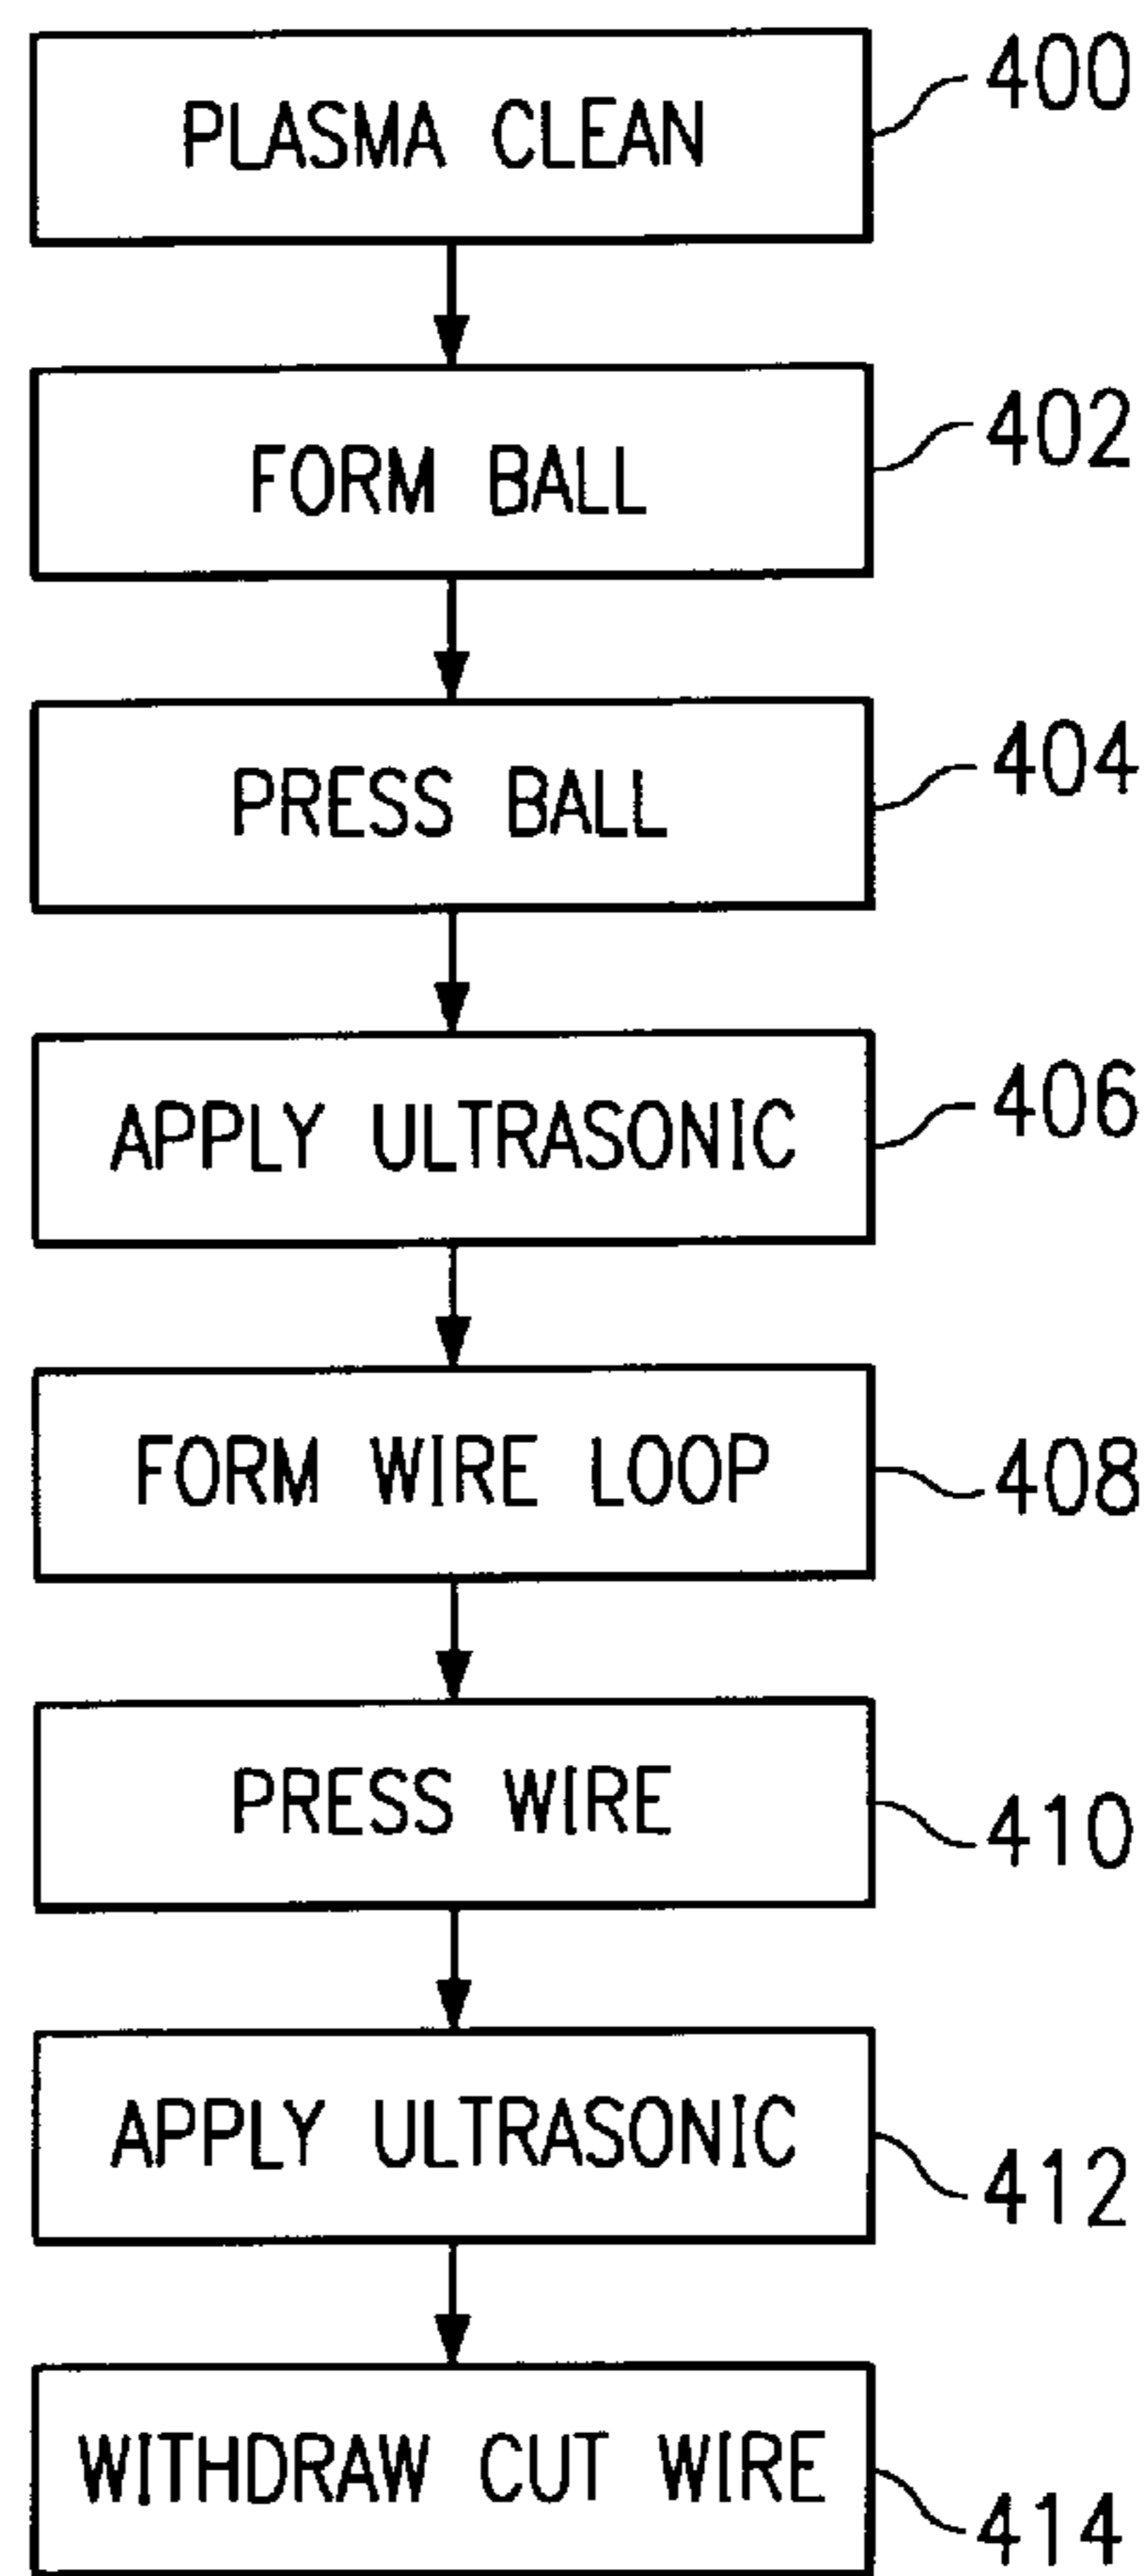 PLASMA CLEAN
400
FORM BALL
402
PRESS BALL
404
APPLY ULTRASONIC
406
FORM WIRE LOOP
408
PRESS WIRE
410
APPLY ULTRASONIC
412
WITHDRAW CUT WIRE
414